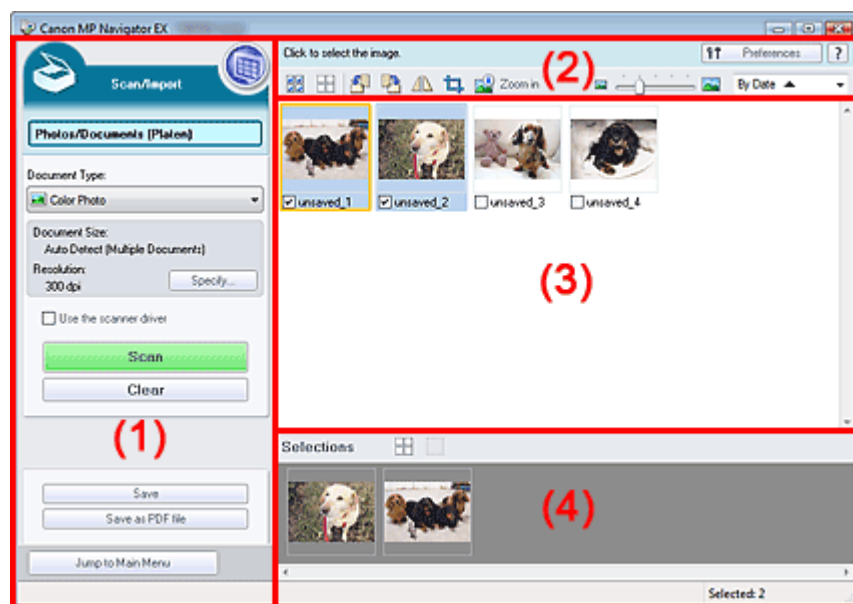 Canon MP Navigator EX
Scan/Import
Photos/Documents (Platen)
Document Type:
Color Photo
Document Size:
Auto Detect (Multiple Documents)
Resolution:
300 dpi
Specify...
Use the scanner driver
Scan
Clear
(1)
Save
Save as PDF file
Jump to Main Menu
Click to select the image.
Preferences
?
Zoom in
(2)
By Date
unsaved_1
unsaved_2
unsaved_3
unsaved_4
(3)
Selections
(4)
Selected: 2